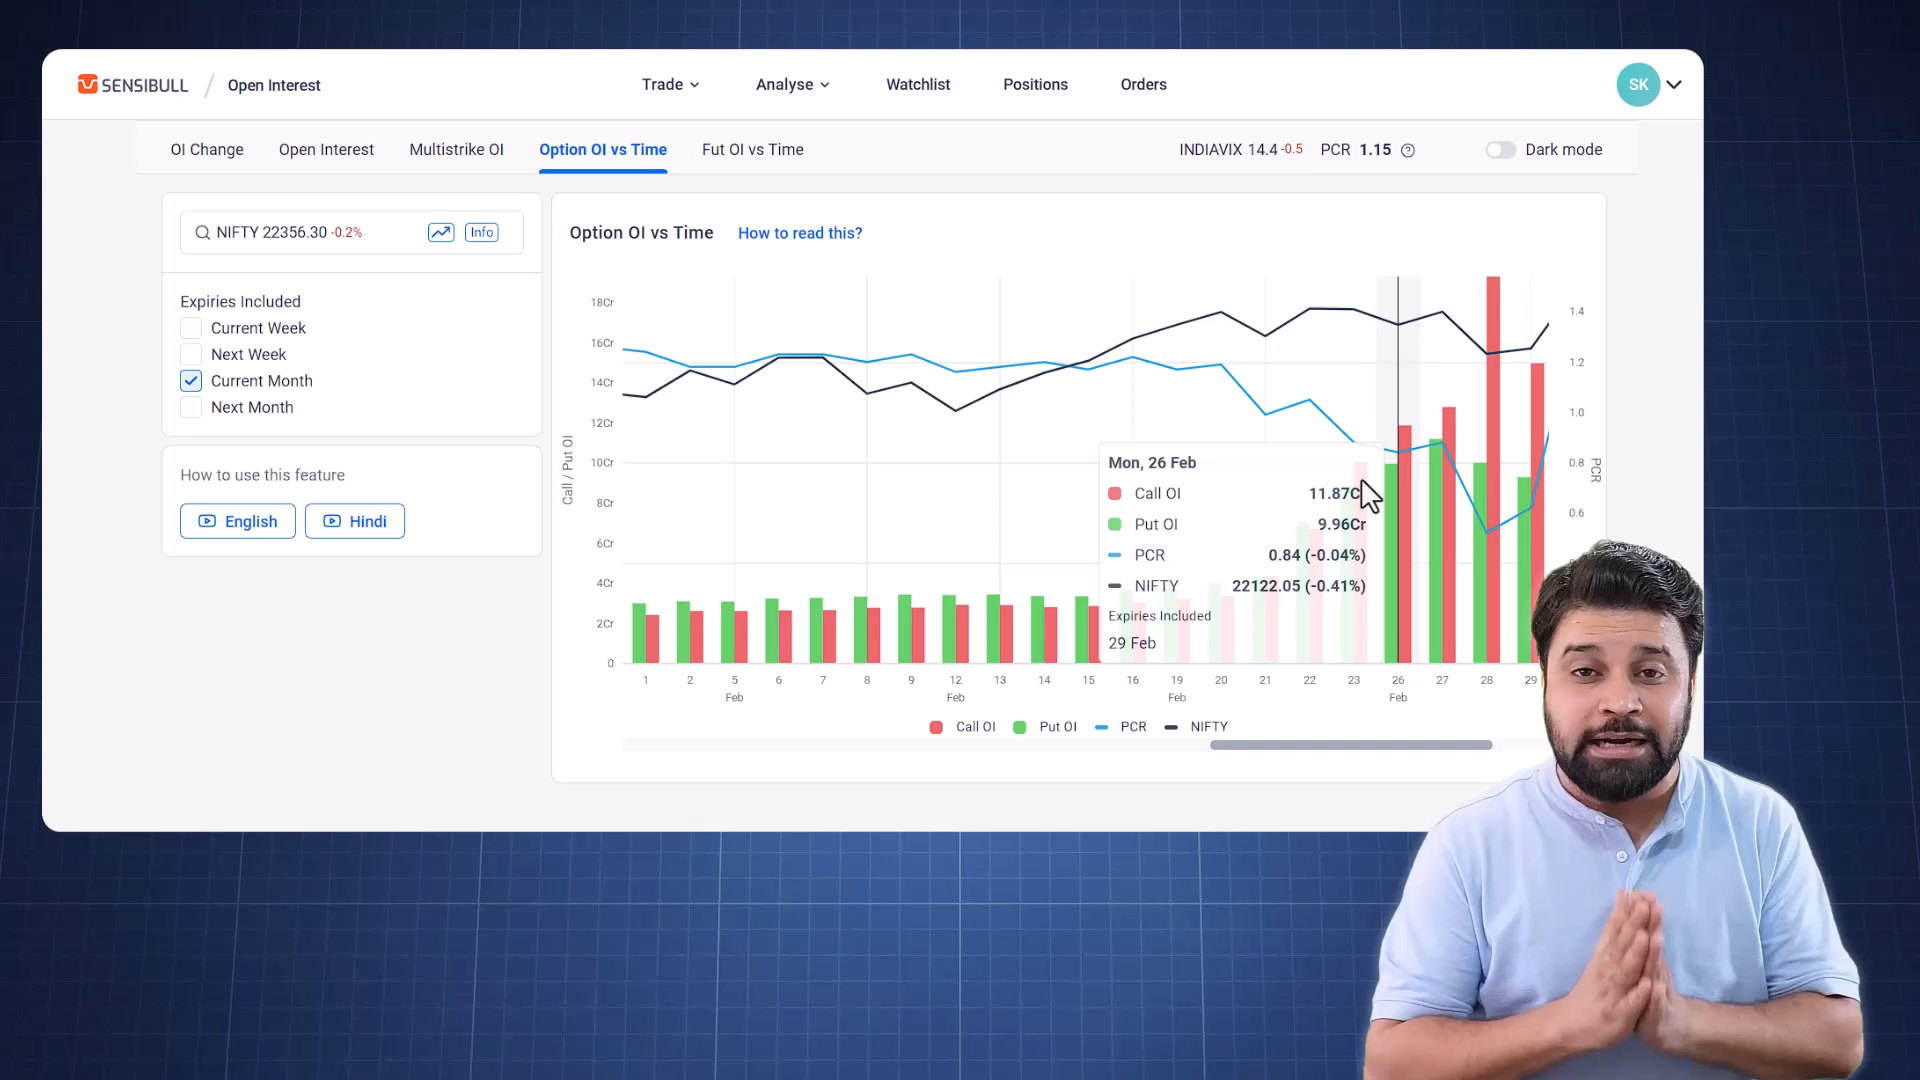 SENSIBULL / Open Interest
Trade Analyse Watchlist Positions Orders
SK
OI Change Open Interest Multistrike OI Option OI vs Time Fut OI vs Time
INDIAVIX 14.4 -0.5 PCR 1.15 Dark mode
NIFTY 22356.30 -0.2% Info
Expiries Included
Current Week
Next Week
Current Month
Next Month
How to use this feature
English Hindi
Option OI vs Time How to read this?
Call / Put OI
18Cr
16Cr
14Cr
12Cr
10Cr
8Cr
6Cr
4Cr
2Cr
0
1.4
1.2
1.0
0.8
0.6
PCR
Mon, 26 Feb
Call OI 11.87C
Put OI 9.96Cr
PCR 0.84 (-0.04%)
NIFTY 22122.05 (-0.41%)
Expiries Included
29 Feb
1 2 5 6 7 8 9 12 13 14 15 16 19 20 21 22 23 26 27 28 29
Feb Feb Feb Feb
Call OI Put OI PCR NIFTY